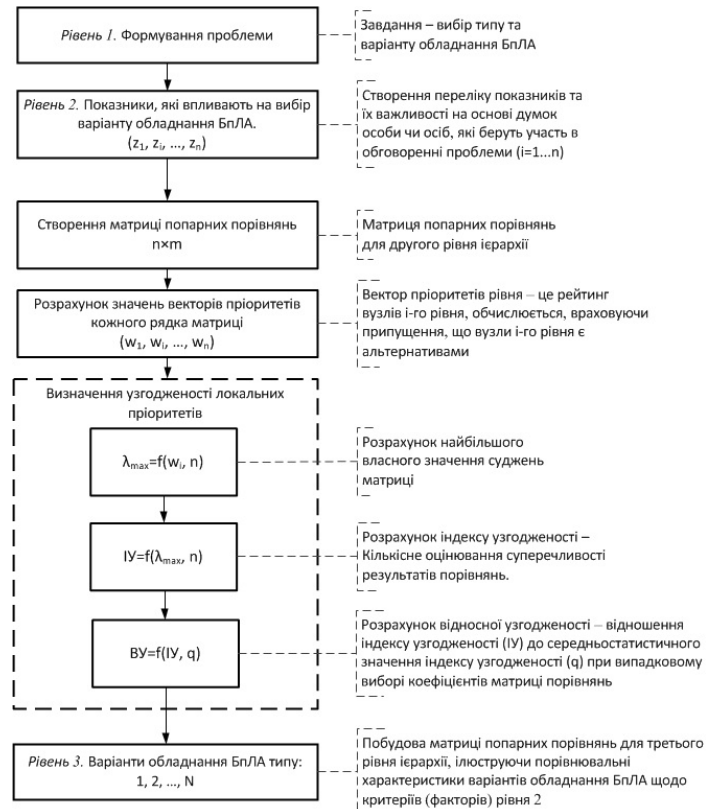 Рівень 1. Формування проблеми
Завдання – вибір типу та
варіанту обладнання БпЛА
Рівень 2. Показники, які впливають на вибір
варіанту обладнання БпЛА.
(z₁, zᵢ, ..., zₙ)
Створення переліку показників та
їх важливості на основі думок
особи чи осіб, які беруть участь в
обговоренні проблеми (i=1...n)
Створення матриці попарних порівнянь
n×m
Матриця попарних порівнянь
для другого рівня ієрархії
Розрахунок значень векторів пріоритетів
кожного рядка матриці
(w₁, wᵢ, ..., wₙ)
Вектор пріоритетів рівня – це рейтинг
вузлів і-го рівня, обчислюється, враховуючи
припущення, що вузли і-го рівня є
альтернативами
Визначення узгодженості локальних
пріоритетів
λmax=f(wᵢ, n)
Розрахунок найбільшого
власного значення суджень
матриці
ІУ=f(λmax, n)
Розрахунок індексу узгодженості –
Кількісне оцінювання суперечливості
результатів порівнянь.
ВУ=f(ІУ, q)
Розрахунок відносної узгодженості – відношення
індексу узгодженості (ІУ) до середньостатистичного
значення індексу узгодженості (q) при випадковому
виборі коефіцієнтів матриці порівнянь
Рівень 3. Варіанти обладнання БпЛА типу:
1, 2, ..., N
Побудова матриці попарних порівнянь для третього
рівня ієрархії, ілюструючи порівнювальні
характеристики варіантів обладнання БпЛА щодо
критеріїв (факторів) рівня 2